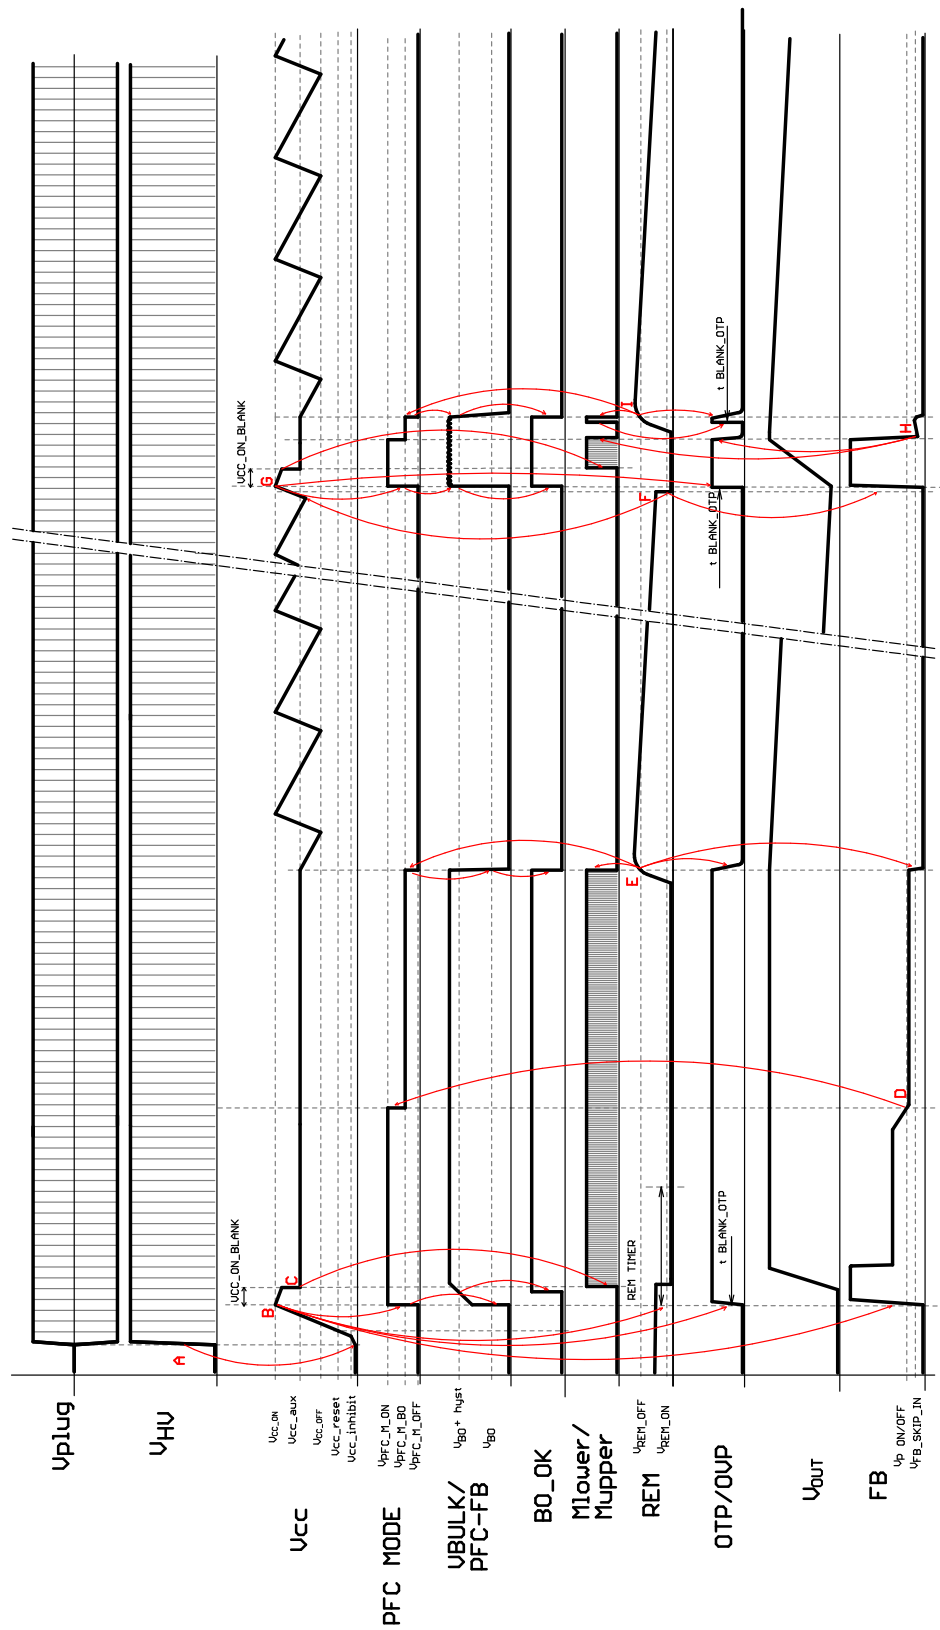 Vplug
VHV
Vcc
VCC_ON
Vcc_aux
VCC_OFF
Vcc_reset
Vcc_inhibit
PFC MODE
VPFC_M_ON
VPFC_M_BO
VPFC_M_OFF
VBULK/
PFC-FB
VBO+ hyst
VBO
BO_OK
Mlower/
Mupper
REM
VREM_OFF
VREM_ON
OTP/OVP
VOUT
FB
Vp ON/OFF
VFB_SKIP_IN
A
B
C
VCC_ON_BLANK
REM TIMER
t BLANK_OTP
D
E
F
t BLANK_OTP
G
VCC_ON_BLANK
H
I
t BLANK_OTP